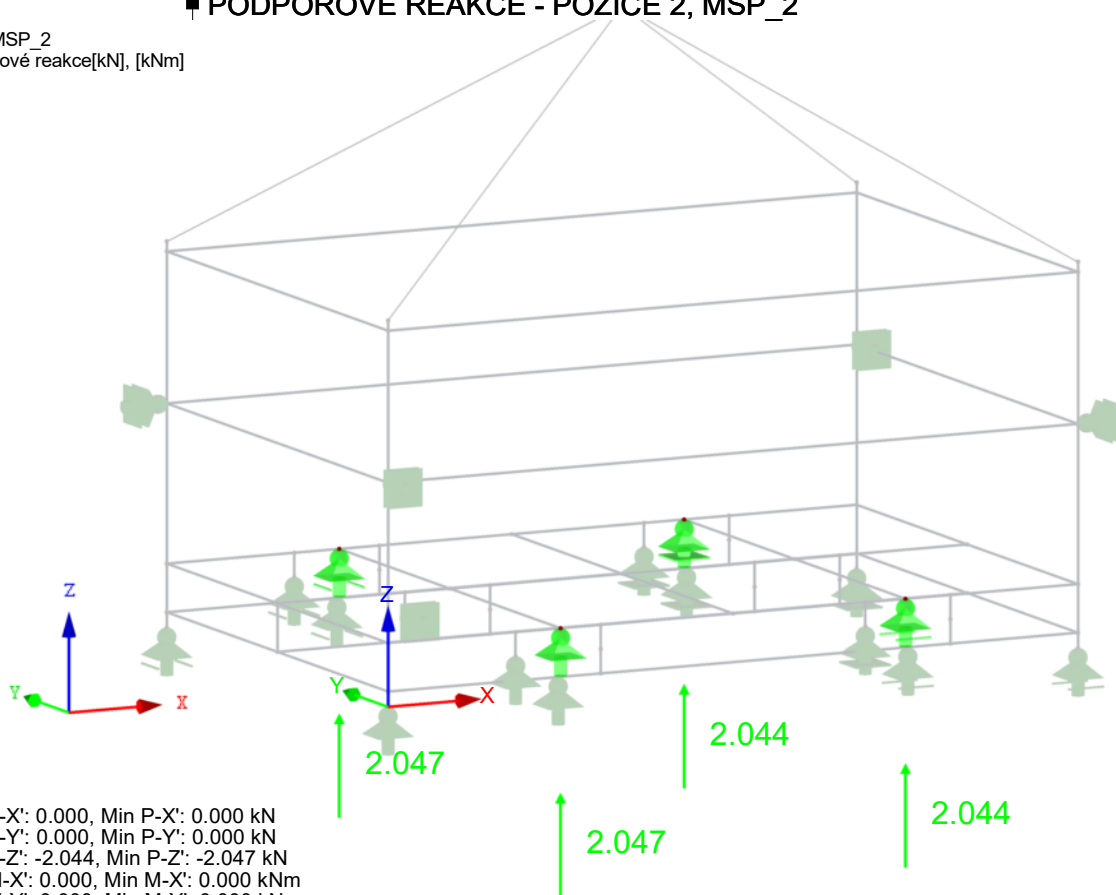 PODPOROVÉ REAKCE - POZICE 2, MSP_2
MSP_2
ové reakce[kN], [kNm]
Z
Z
Y
X
Y
X
2.047
2.044
2.047
2.044
-X': 0.000, Min P-X': 0.000 kN
-Y': 0.000, Min P-Y': 0.000 kN
-Z': -2.044, Min P-Z': -2.047 kN
M-X': 0.000, Min M-X': 0.000 kNm